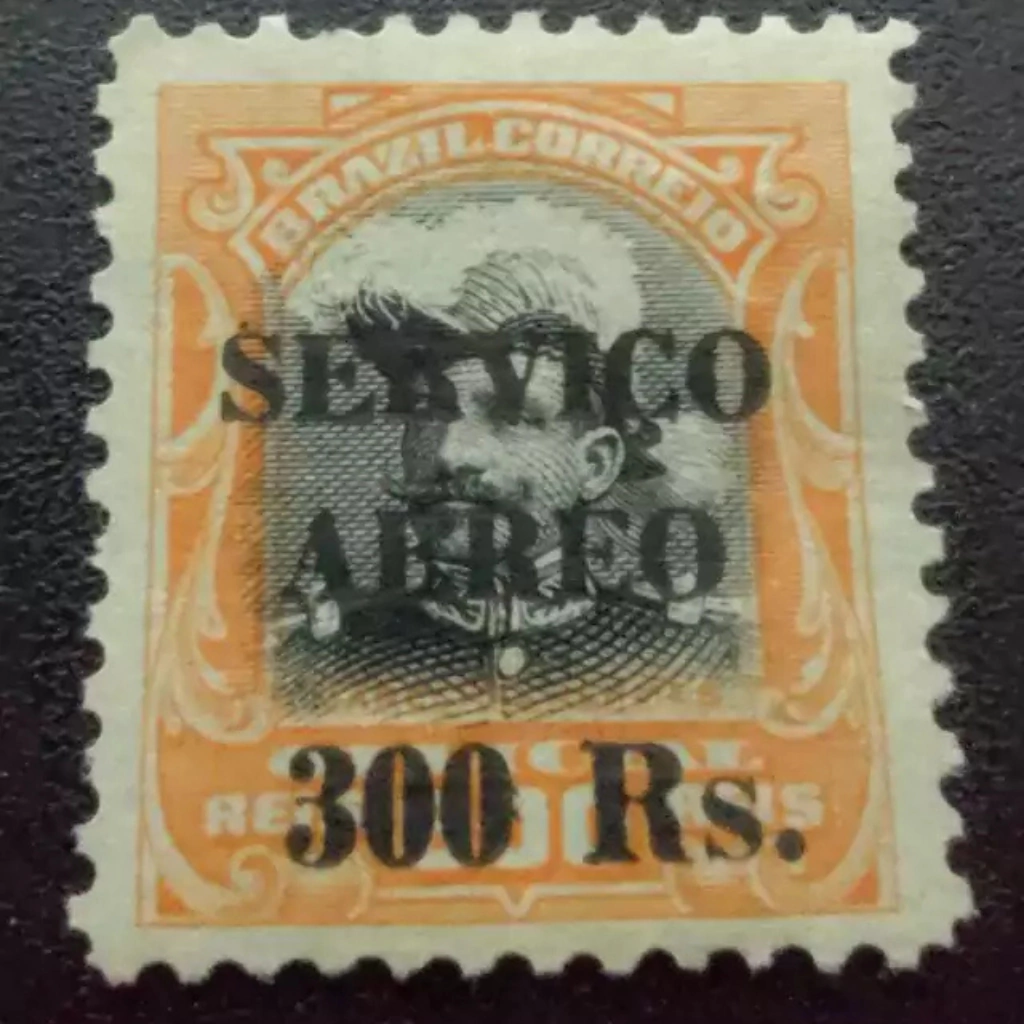 BRAZIL CORREIO
SERVIÇO
AEREO
300 Rs.